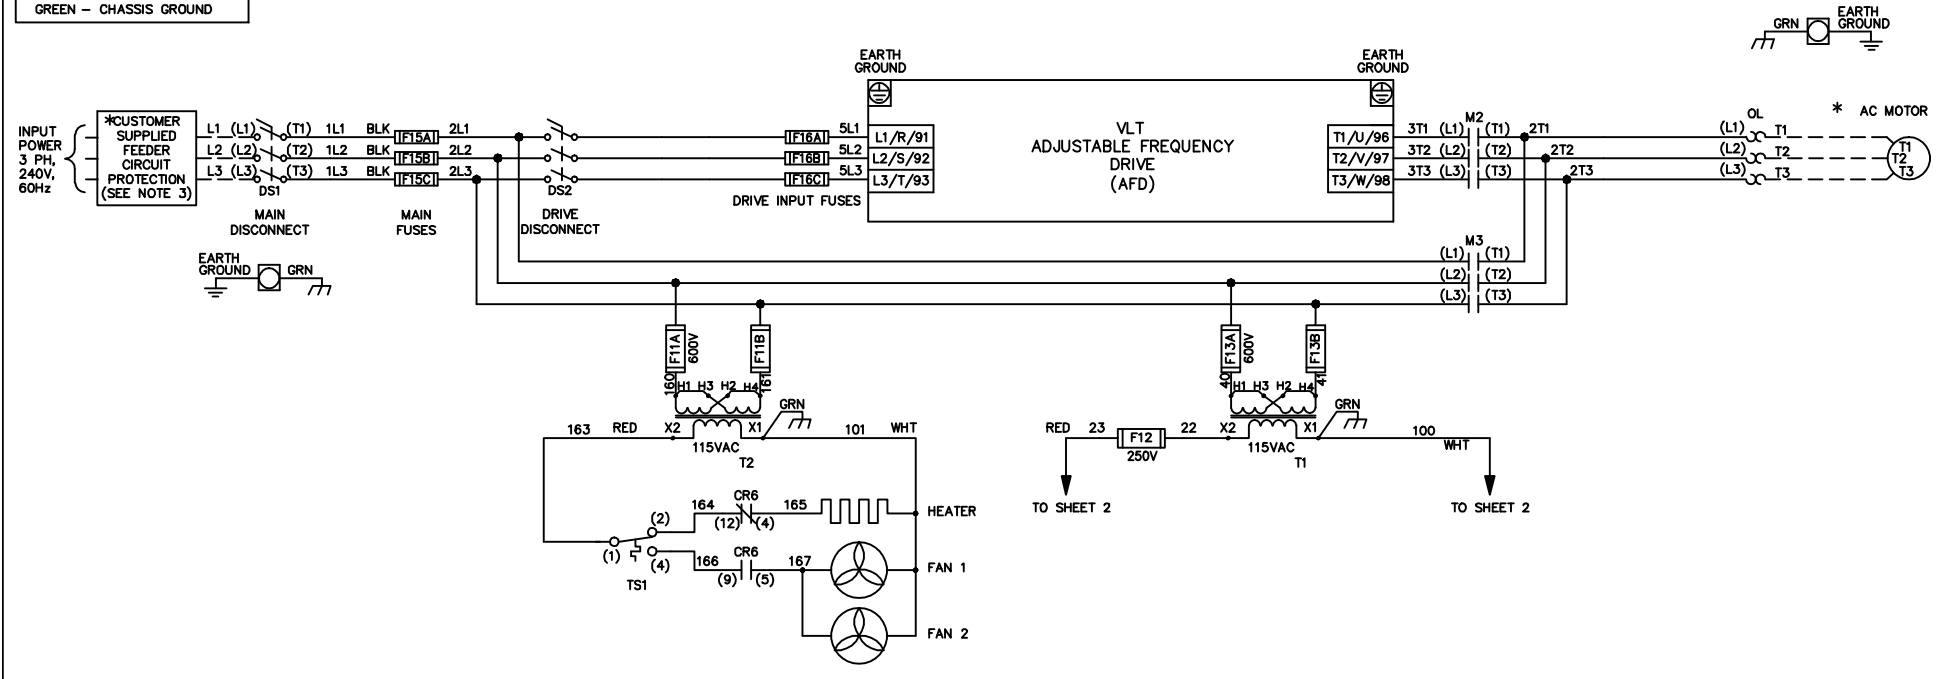 GREEN – CHASSIS GROUND
GRN
EARTH
GROUND
EARTH
GROUND
EARTH
GROUND
INPUT
POWER
3 PH,
240V,
60Hz
*CUSTOMER
SUPPLIED
FEEDER
CIRCUIT
PROTECTION
(SEE NOTE 3)
L1 (L1) (T1) 1L1 BLK F15A 2L1
L2 (L2) (T2) 1L2 BLK F15B 2L2
L3 (L3) (T3) 1L3 BLK F15C 2L3
DS1
MAIN
DISCONNECT
MAIN
FUSES
DS2
DRIVE
DISCONNECT
F16A 5L1 L1/R/91
F16B 5L2 L2/S/92
F16C 5L3 L3/T/93
DRIVE INPUT FUSES
VLT
ADJUSTABLE FREQUENCY
DRIVE
(AFD)
M2
T1/U/96 3T1 (L1) (T1) 2T1
T2/V/97 3T2 (L2) (T2) 2T2
T3/W/98 3T3 (L3) (T3) 2T3
OL
(L1) T1
(L2) T2
(L3) T3
* AC MOTOR
T1
T2
T3
EARTH
GROUND
GRN
M3
(L1) (T1)
(L2) (T2)
(L3) (T3)
F11A
600V
F11B
160
161
H1 H3 H2 H4
GRN
163 RED X2 X1 101 WHT
115VAC
T2
F13A
600V
F13B
40
41
H1 H3 H2 H4
GRN
RED 23 F12 22 X2 X1 100
WHT
250V
115VAC
T1
TO SHEET 2
TO SHEET 2
CR6
164 165
(12) (4)
HEATER
(2)
(1)
(4)
TS1
CR6
166 167
(9) (5)
FAN 1
FAN 2